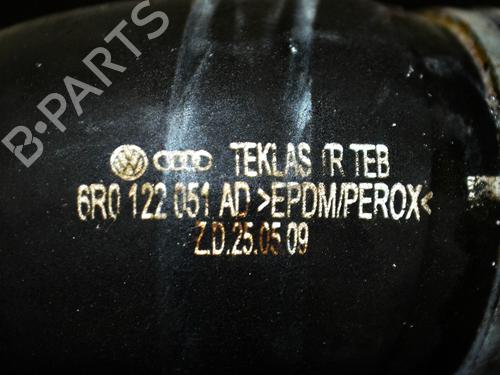 B-PARTS
TEKLAS TR TEB
6R0 122 051 AD >EPDM/PEROX<
Z.D.25.05 09